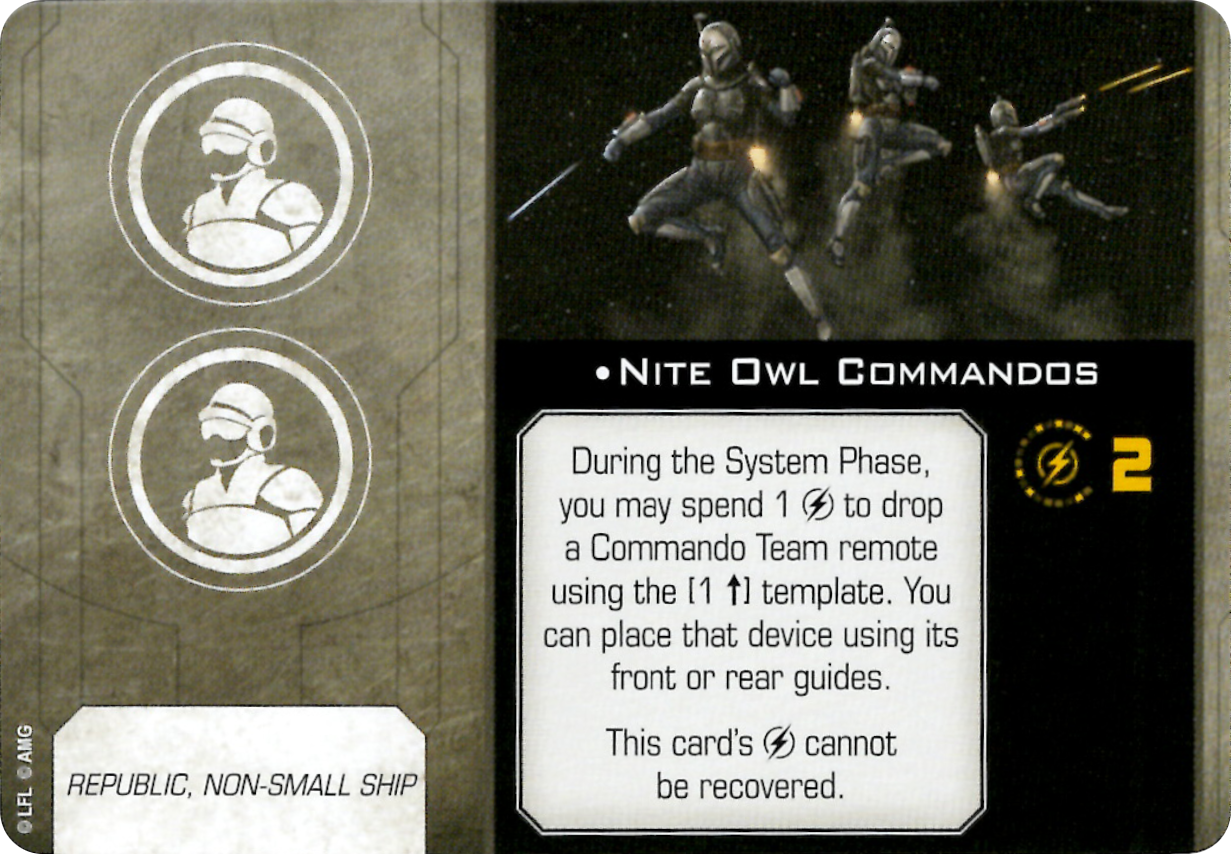 • NITE OWL COMMANDOS
During the System Phase,
you may spend 1 to drop
a Commando Team remote
using the [1 ↑] template. You
can place that device using its
front or rear guides.
This card's cannot
be recovered.
2
REPUBLIC, NON-SMALL SHIP
© LFL © AMG